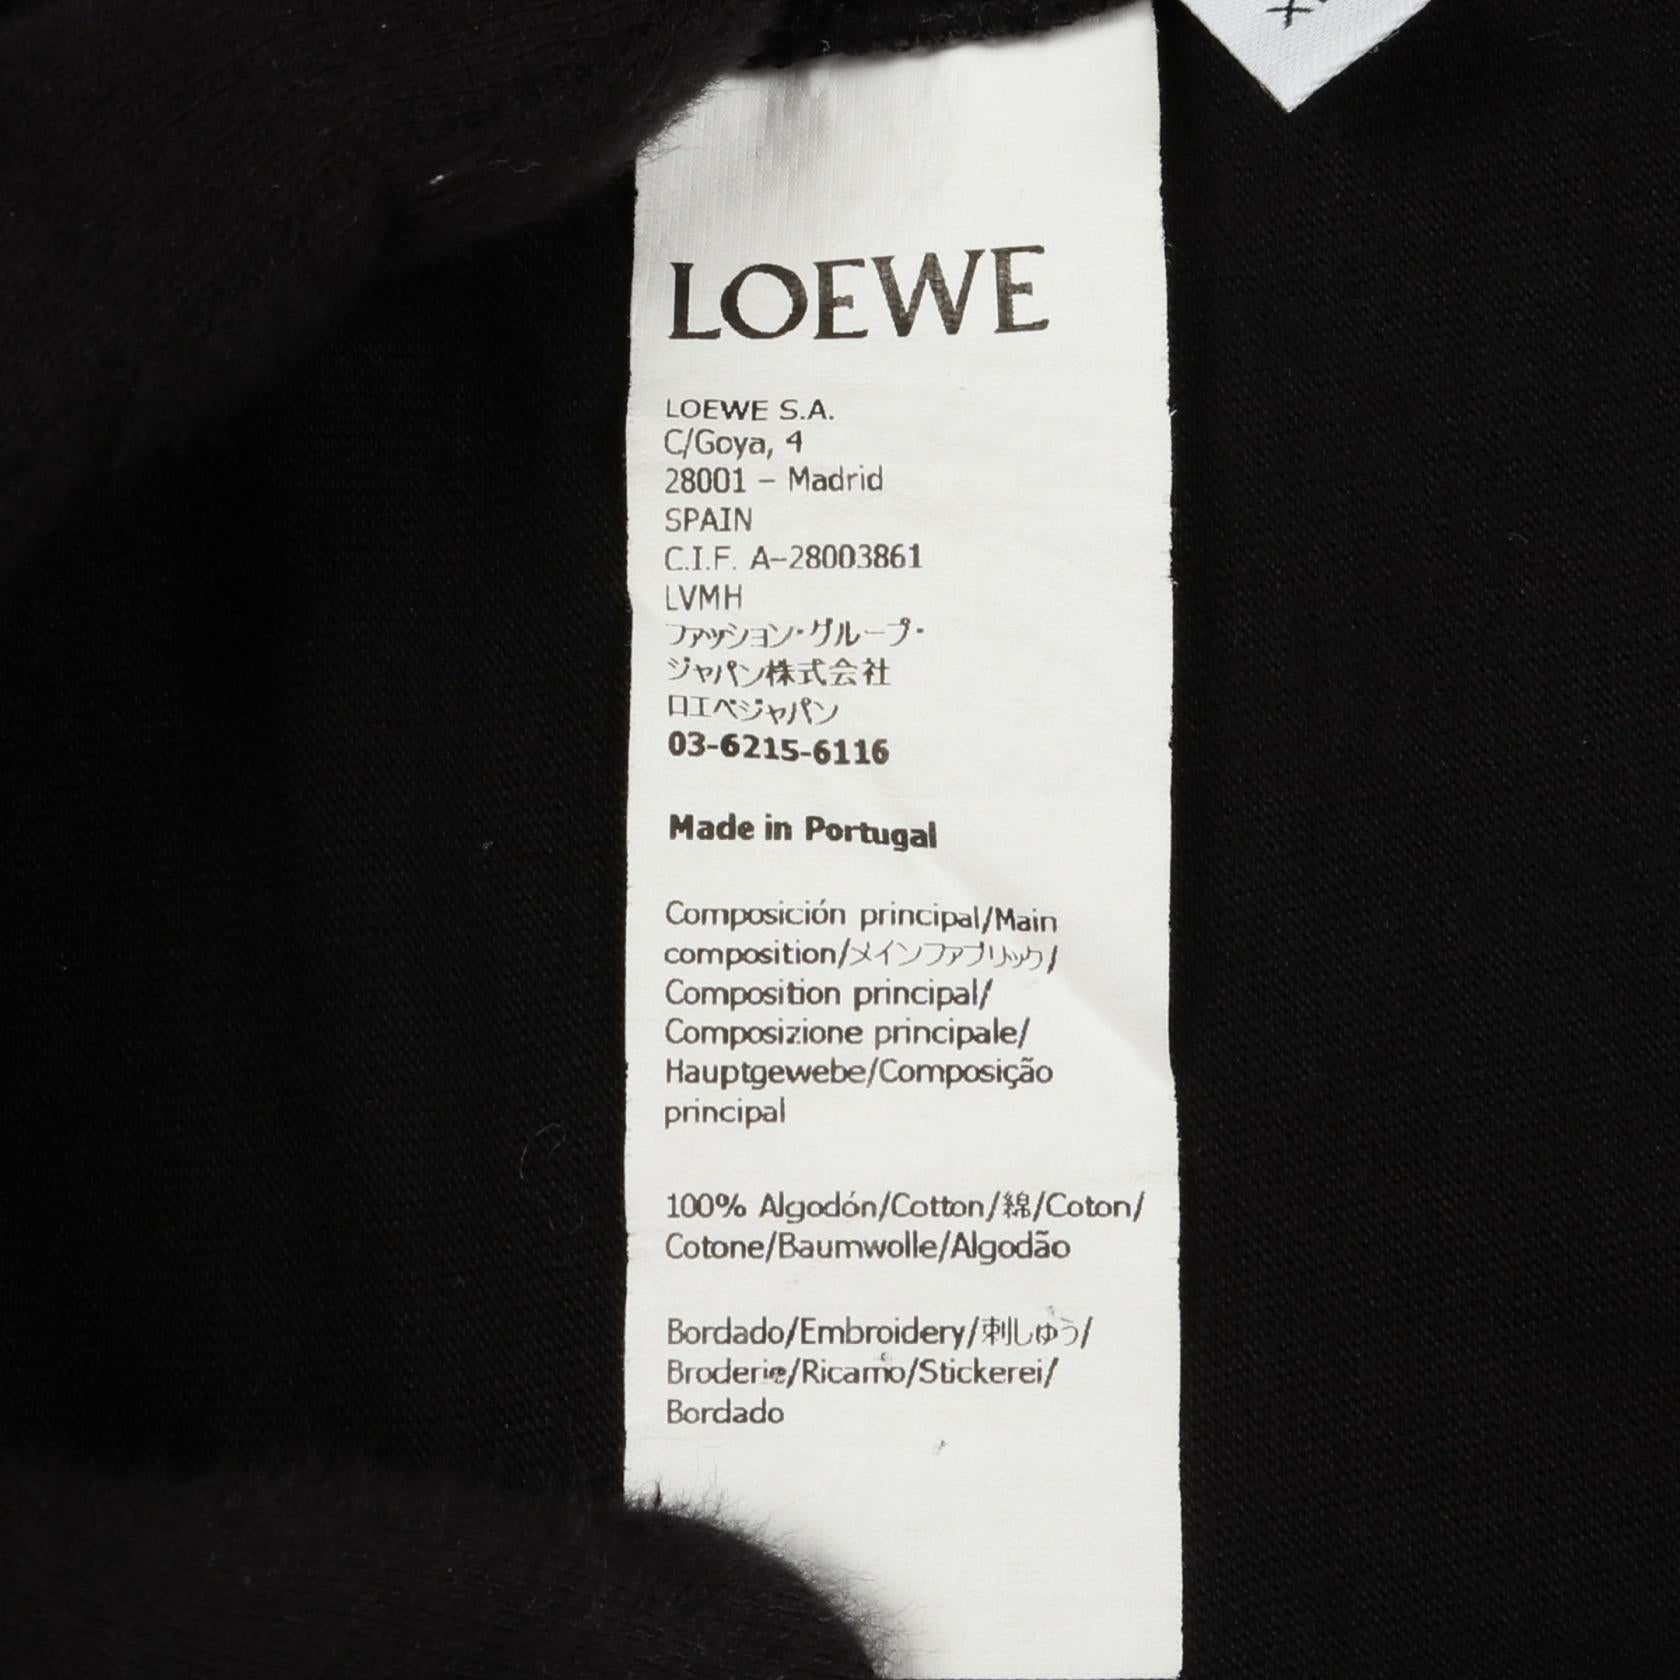 LOEWE
LOEWE S.A.
C/Goya, 4
28001 – Madrid
SPAIN
C.I.F. A–28003861
LVMH
ファッション・グループ・
ジャパン株式会社
ロエベジャパン
03-6215-6116
Made in Portugal
Composición principal/Main
composition/メインファブリック/
Composition principal/
Composizione principale/
Hauptgewebe/Composição
principal
100% Algodón/Cotton/綿/Coton/
Cotone/Baumwolle/Algodão
Bordado/Embroidery/刺しゅう/
Broderie/Ricamo/Stickerei/
Bordado